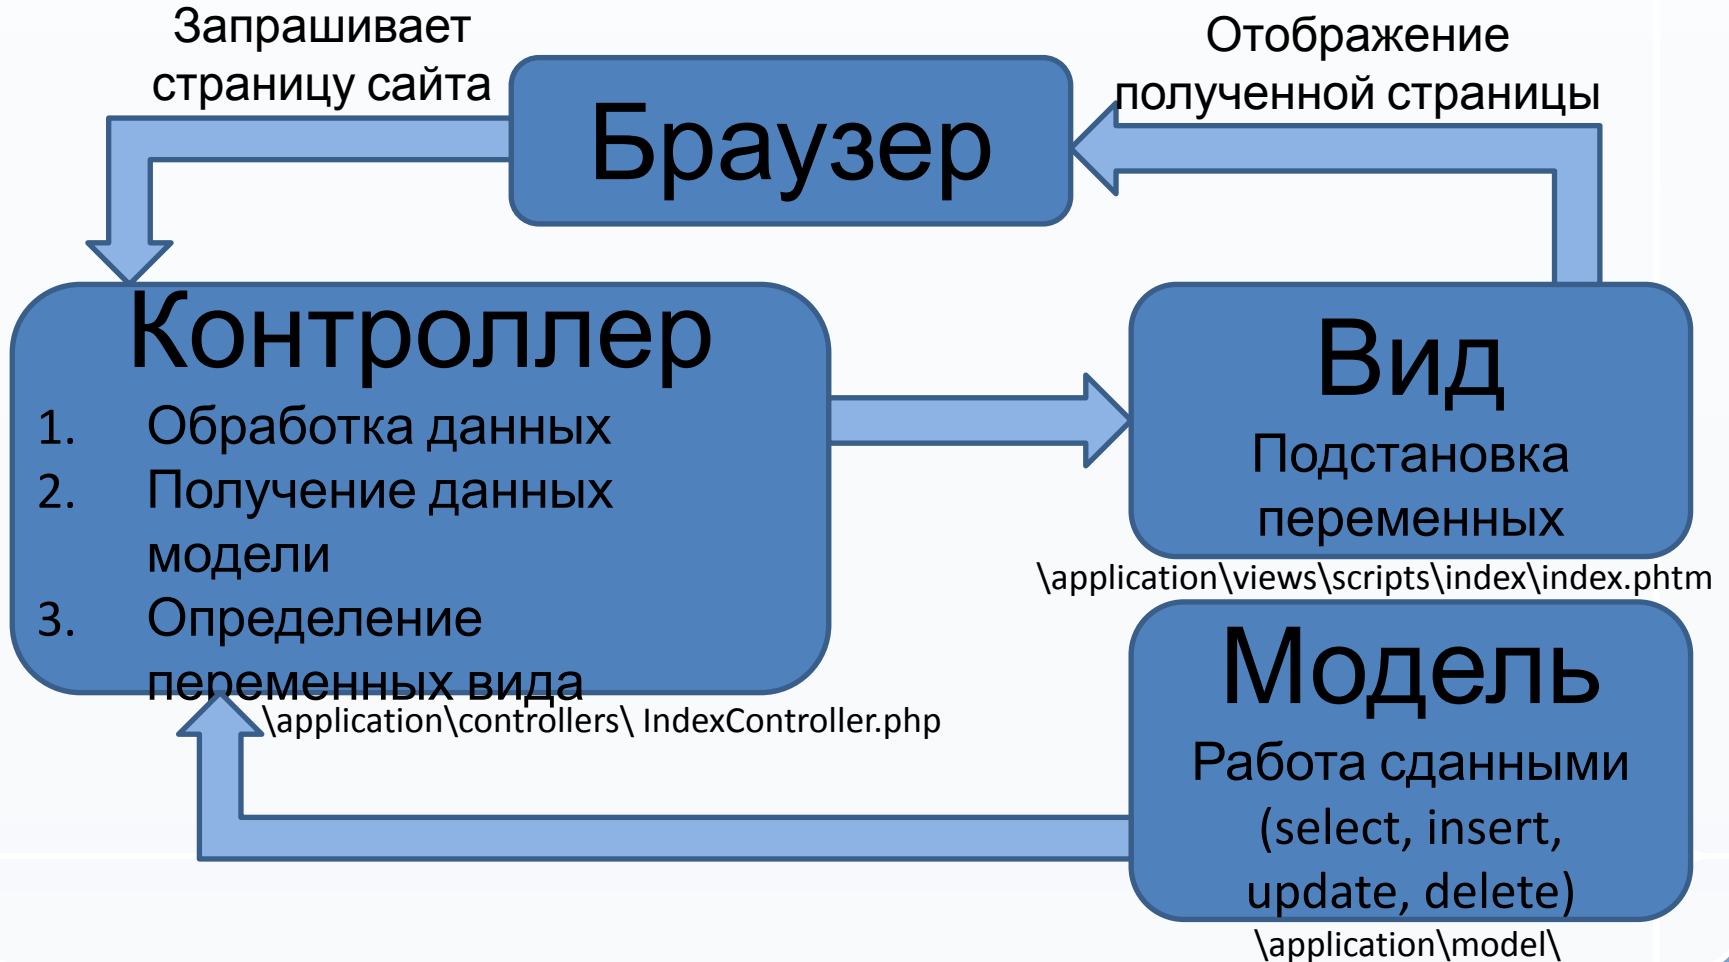 Запрашивает
страницу сайта
Браузер
Отображение
полученной страницы
Контроллер
1. Обработка данных
2. Получение данных
модели
3. Определение
переменных вида
\application\controllers\ IndexController.php
Вид
Подстановка
переменных
\application\views\scripts\index\index.phtm
Модель
Работа сданными
(select, insert,
update, delete)
\application\model\